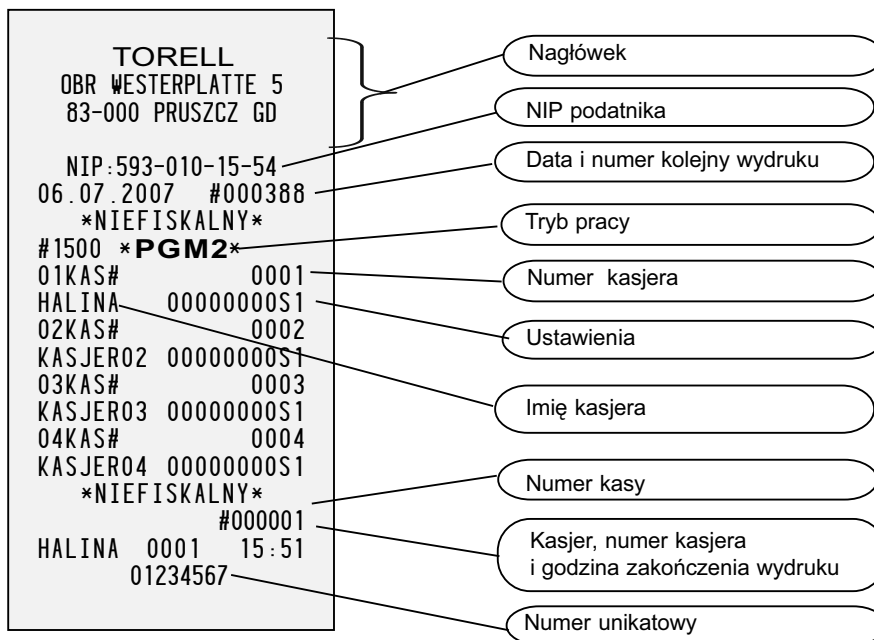 TORELL
OBR WESTERPLATTE 5
83-000 PRUSZCZ GD
NIP:593-010-15-54
06.07.2007 #000388
*NIEFISKALNY*
#1500 *PGM2*
01KAS# 0001
HALINA 00000000S1
02KAS# 0002
KASJER02 00000000S1
03KAS# 0003
KASJER03 00000000S1
04KAS# 0004
KASJER04 00000000S1
*NIEFISKALNY*
#000001
HALINA 0001 15:51
01234567
Nagłówek
NIP podatnika
Data i numer kolejny wydruku
Tryb pracy
Numer kasjera
Ustawienia
Imię kasjera
Numer kasy
Kasjer, numer kasjera
i godzina zakończenia wydruku
Numer unikatowy